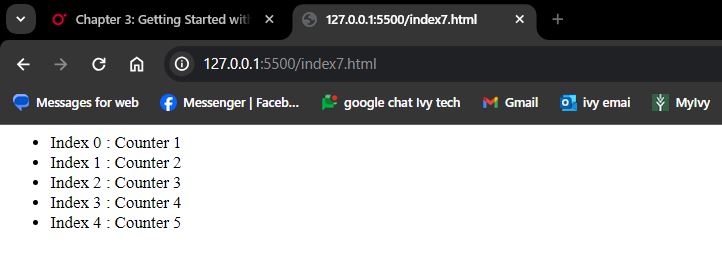 Chapter 3: Getting Started with
127.0.0.1:5500/index7.html
127.0.0.1:5500/index7.html
Messages for web
Messenger | Faceb...
google chat Ivy tech
Gmail
ivy emai
MyIvy
Index 0 : Counter 1
Index 1 : Counter 2
Index 2 : Counter 3
Index 3 : Counter 4
Index 4 : Counter 5